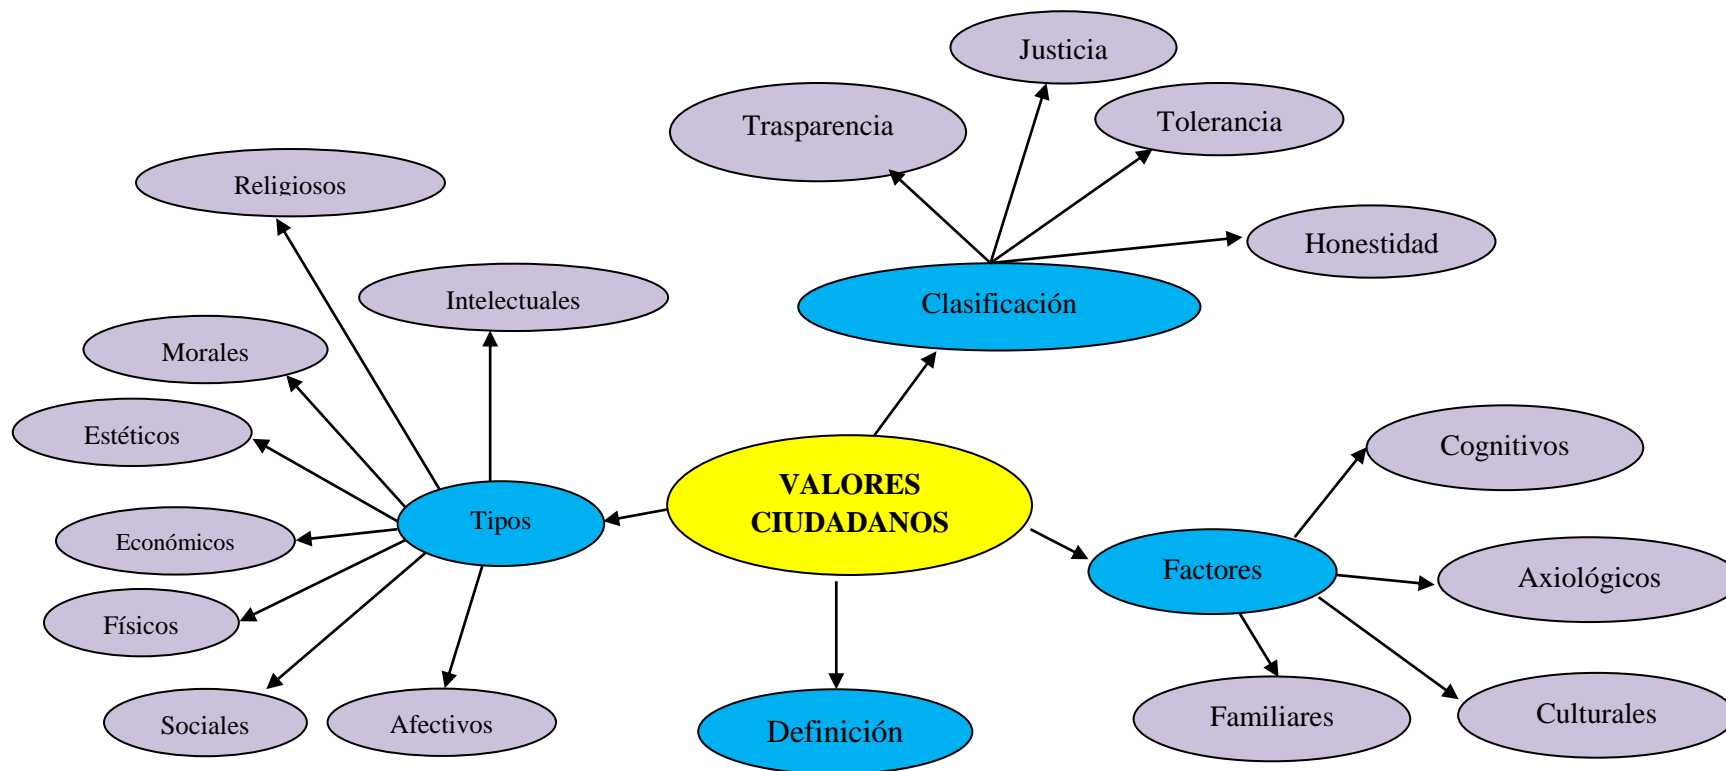 Justicia
Trasparencia
Tolerancia
Religiosos
Honestidad
Intelectuales
Clasificación
Morales
Estéticos
Cognitivos
VALORES
CIUDADANOS
Tipos
Económicos
Factores
Axiológicos
Físicos
Sociales
Afectivos
Definición
Familiares
Culturales